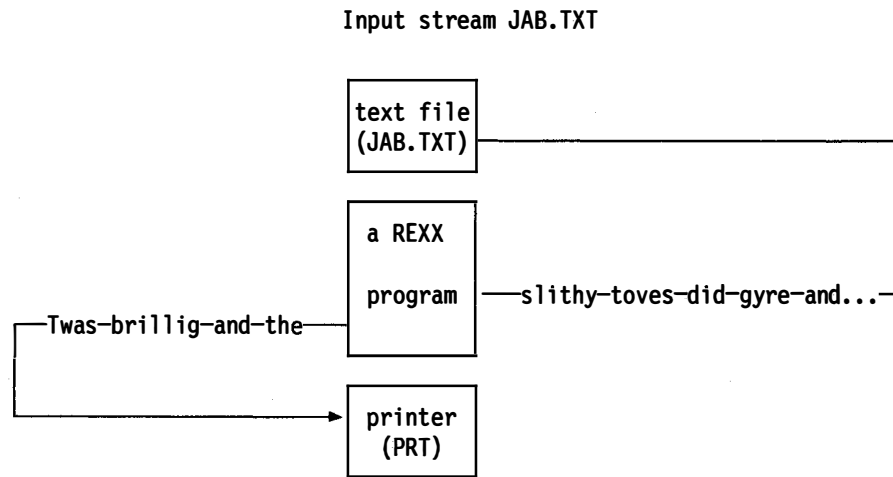 Input stream JAB.TXT
text file
(JAB.TXT)
a REXX
program
slithy-toves-did-gyre-and...
Twas-brillig-and-the
printer
(PRT)